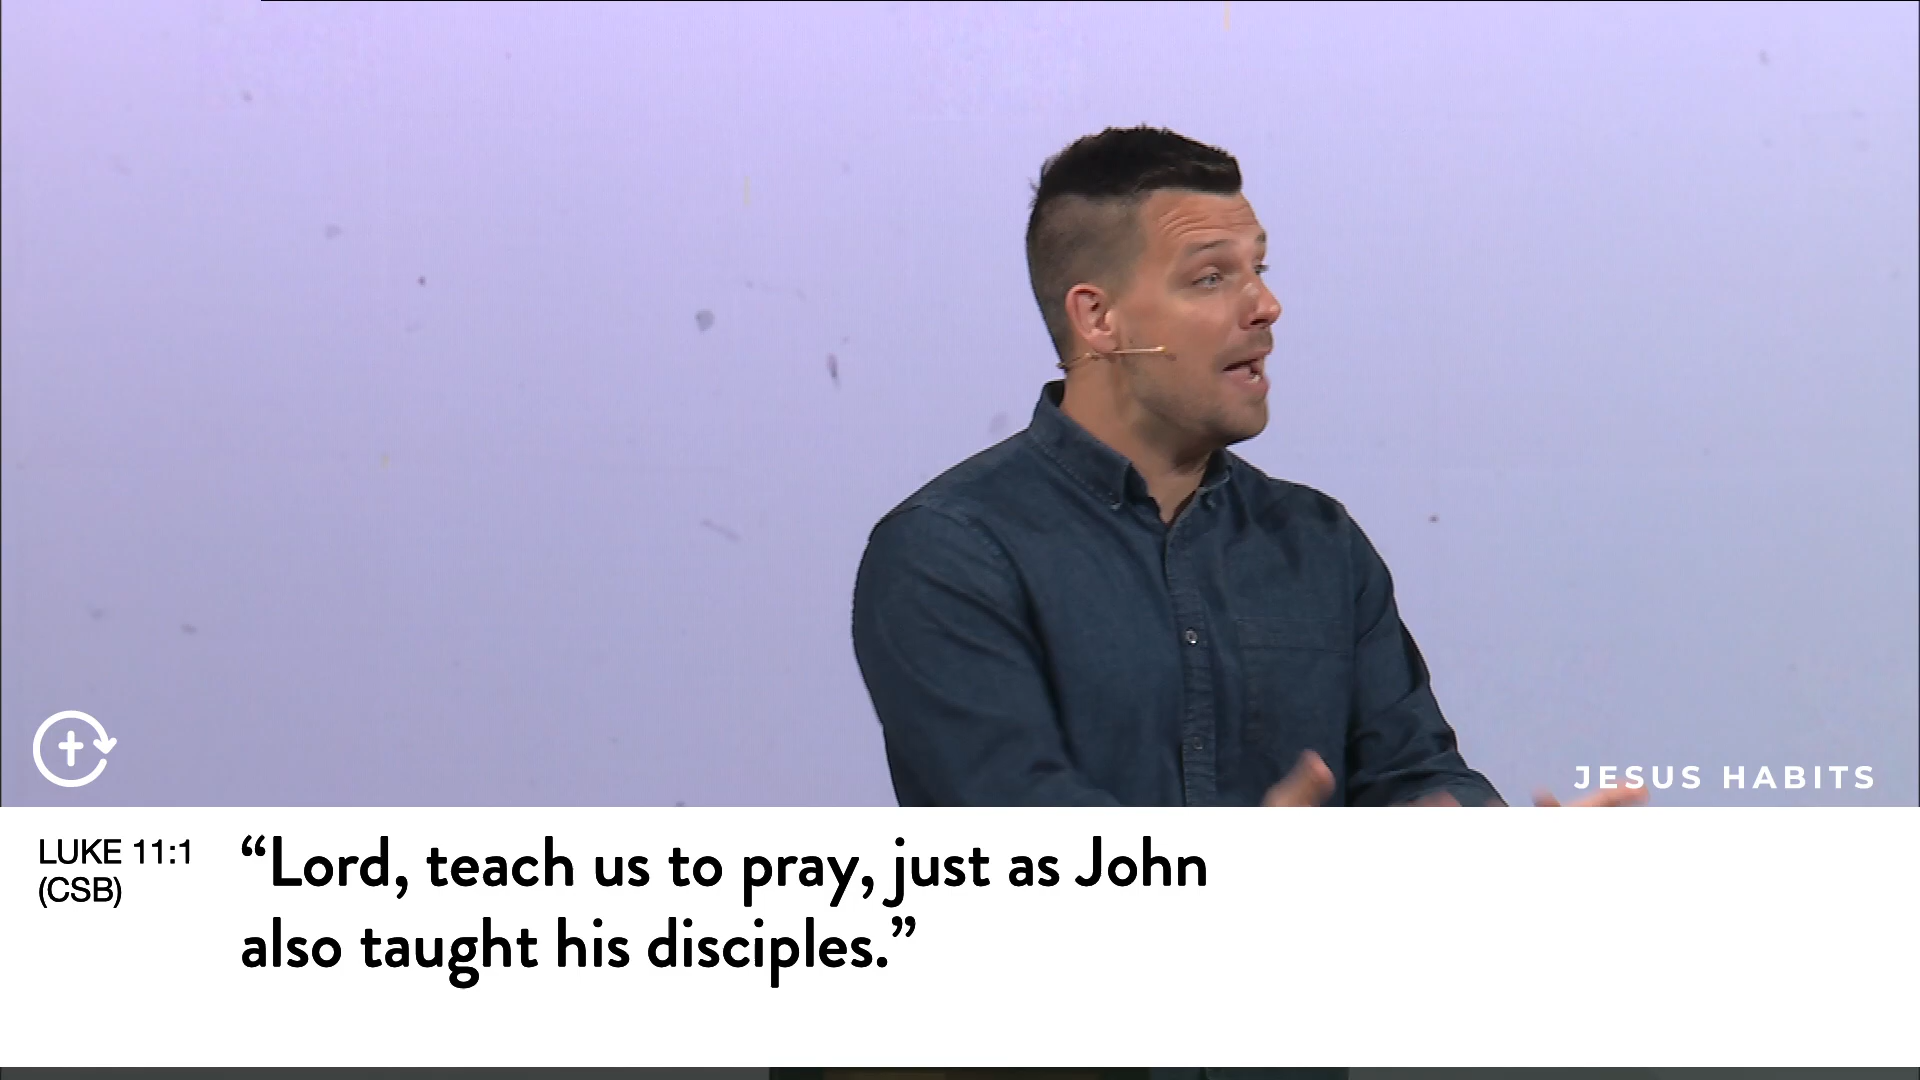 JESUS HABITS
LUKE 11:1
(CSB)
“Lord, teach us to pray, just as John
also taught his disciples.”